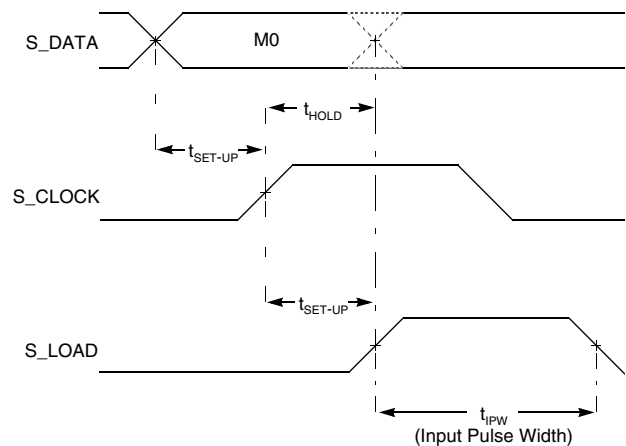 S_DATA
M0
tHOLD
tSET-UP
S_CLOCK
tSET-UP
S_LOAD
tIPW
(Input Pulse Width)